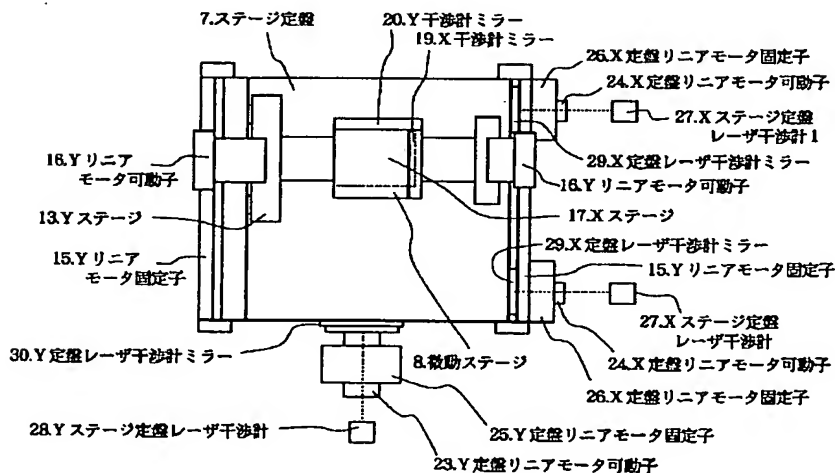 7.ステージ定盤
20.Y干渉計ミラー
19.X干渉計ミラー
26.X定盤リニアモータ固定子
24.X定盤リニアモータ可動子
27.Xステージ定盤
レーザ干渉計1
29.X定盤レーザ干渉計ミラー
16.Yリニア
モータ可動子
16.Yリニアモータ可動子
13.Yステージ
17.Xステージ
29.X定盤レーザ干渉計ミラー
15.Yリニア
モータ固定子
15.Yリニアモータ固定子
27.Xステージ定盤
レーザ干渉計
30.Y定盤レーザ干渉計ミラー
8.微動ステージ
24.X定盤リニアモータ可動子
26.X定盤リニアモータ固定子
28.Yステージ定盤レーザ干渉計
25.Y定盤リニアモータ固定子
23.Y定盤リニアモータ可動子